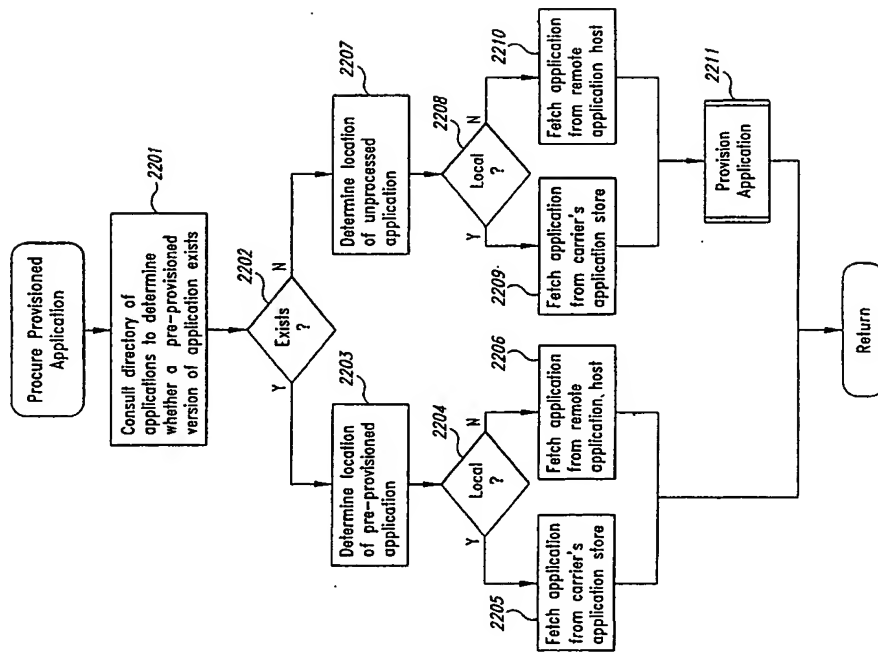 Procure Provisioned
Application
2201
Consult directory of
applications to determine
whether a pre-provisioned
version of application exists
2202
Exists
?
Y
N
2203
Determine location
of pre-provisioned
application
2204
Local
?
Y
N
2205
Fetch application
from carrier's
application store
2206
Fetch application
from remote
application host
2207
Determine location
of unprocessed
application
2208
Local
?
Y
N
2209
Fetch application
from carrier's
application store
2210
Fetch application
from remote
application host
2211
Provision
Application
Return